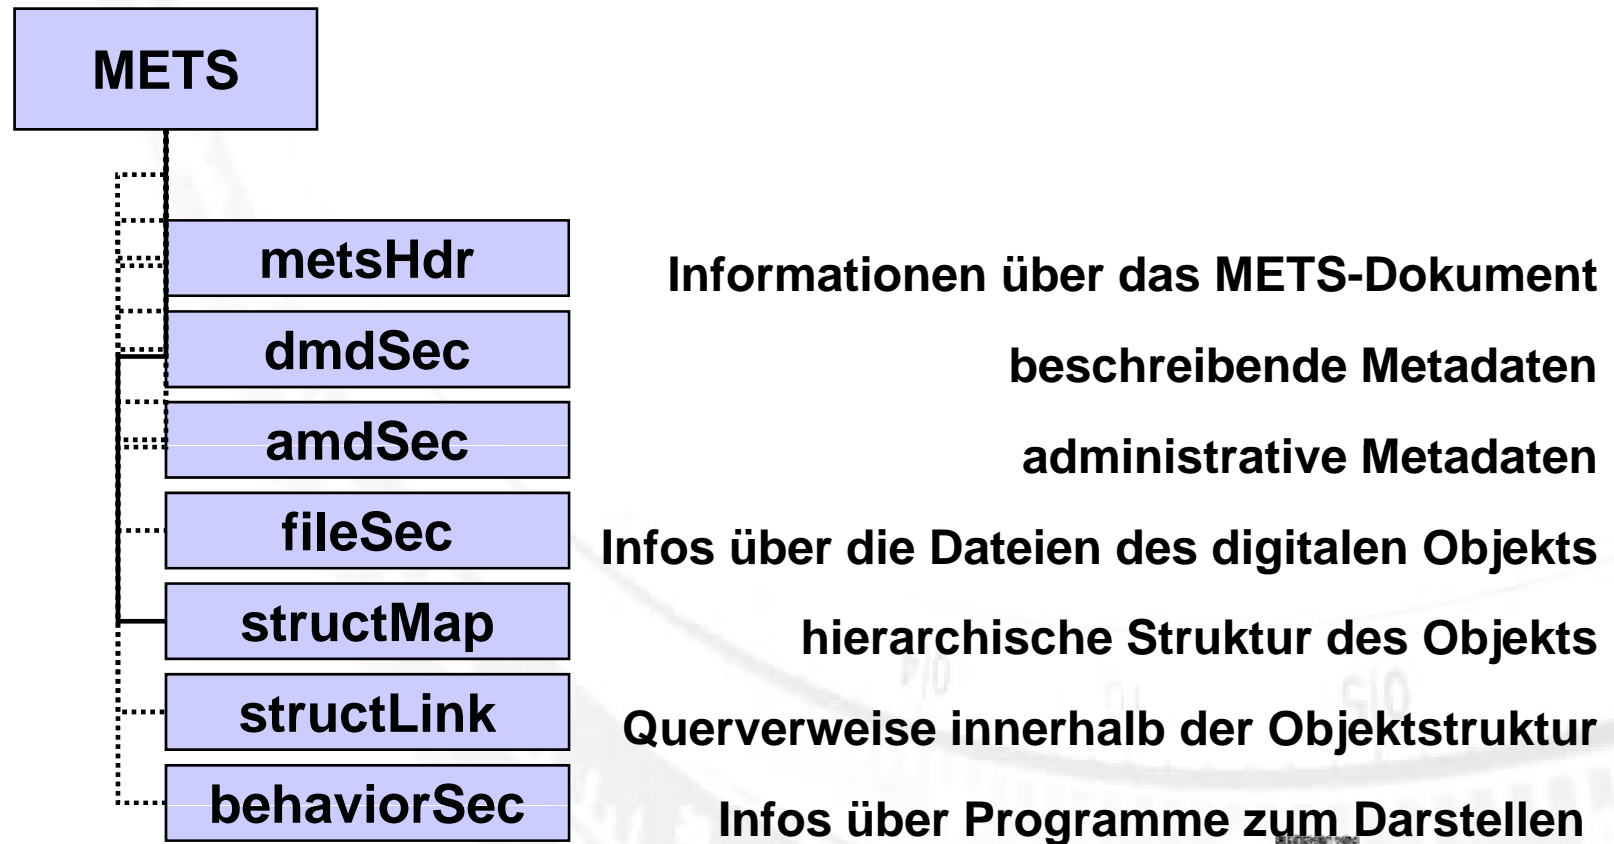 METS
metsHdr
Informationen über das METS-Dokument
dmdSec
beschreibende Metadaten
amdSec
administrative Metadaten
fileSec
Infos über die Dateien des digitalen Objekts
structMap
hierarchische Struktur des Objekts
structLink
Querverweise innerhalb der Objektstruktur
behaviorSec
Infos über Programme zum Darstellen